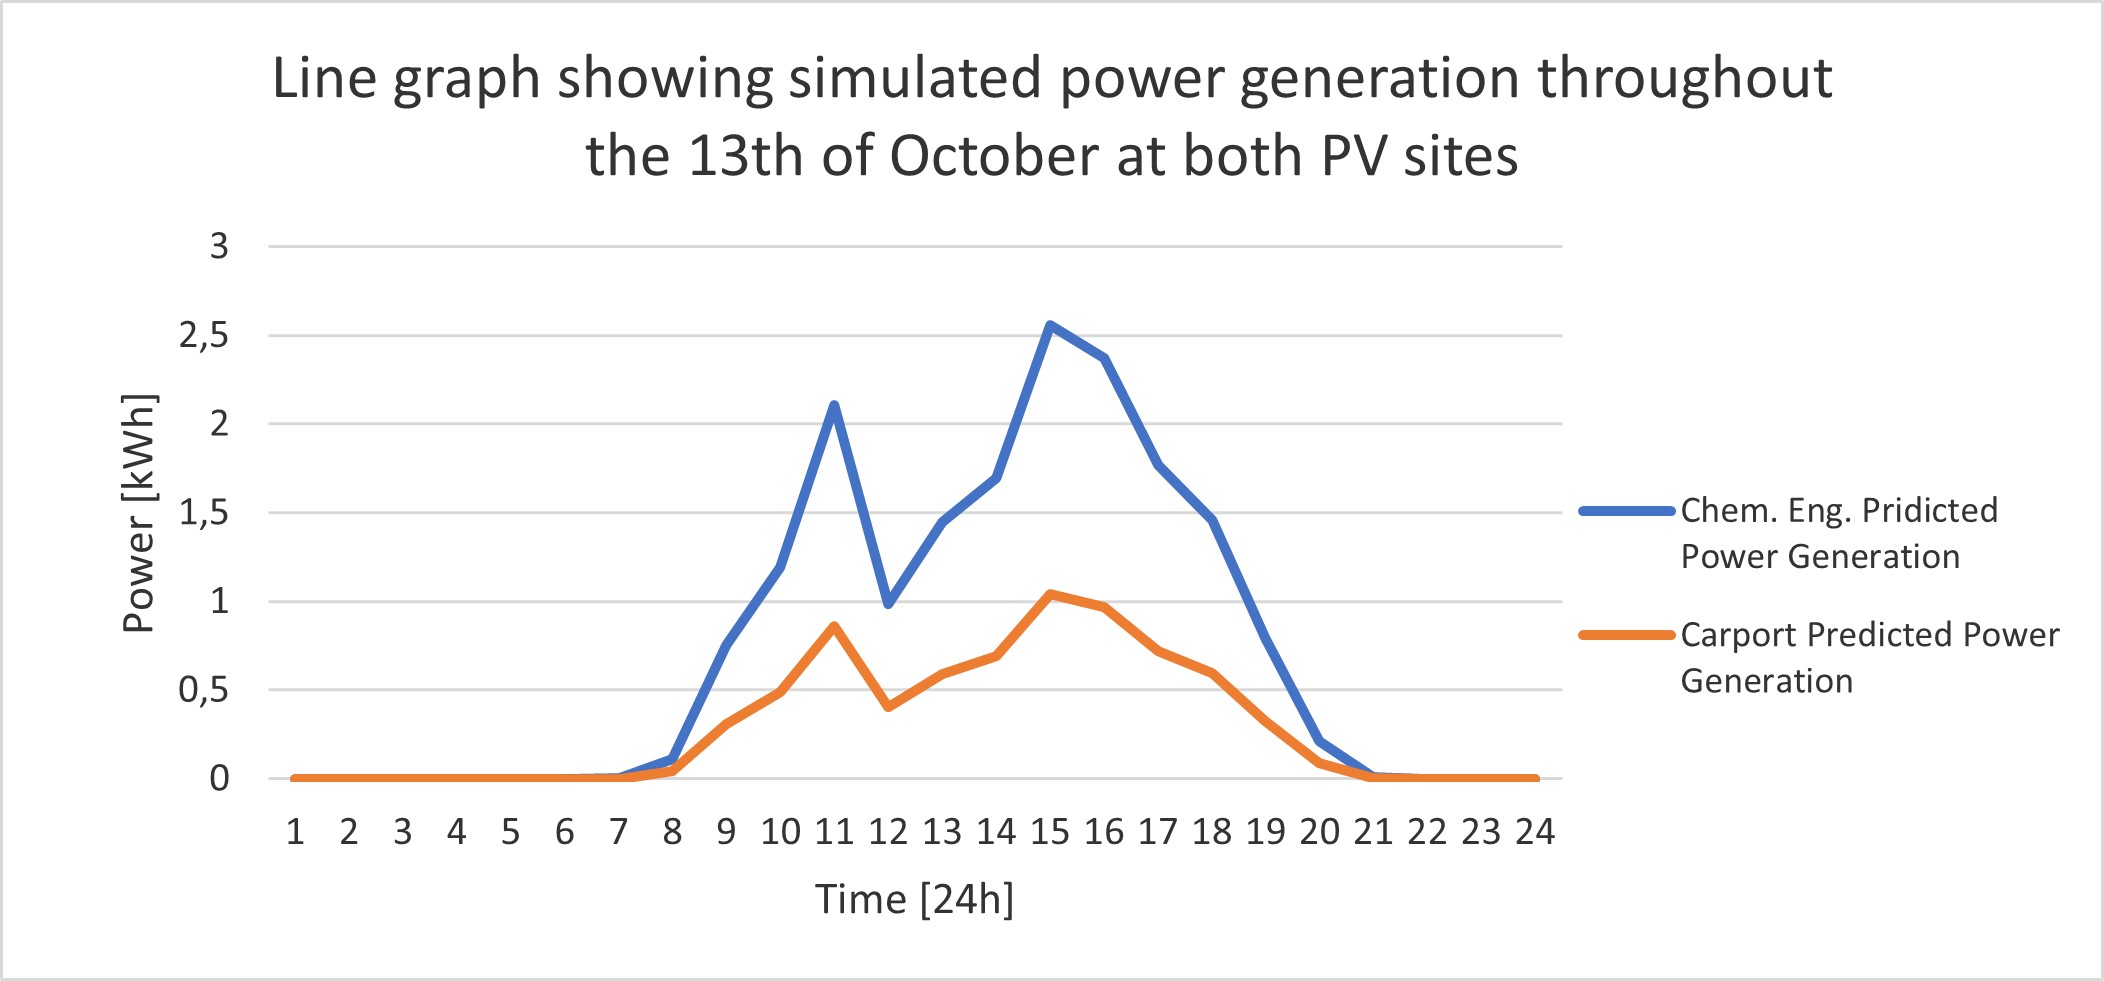 Line graph showing simulated power generation throughout
the 13th of October at both PV sites
3
2,5
2
1,5
1
0,5
0
Power [kWh]
1 2 3 4 5 6 7 8 9 10 11 12 13 14 15 16 17 18 19 20 21 22 23 24
Time [24h]
Chem. Eng. Pridicted
Power Generation
Carport Predicted Power
Generation